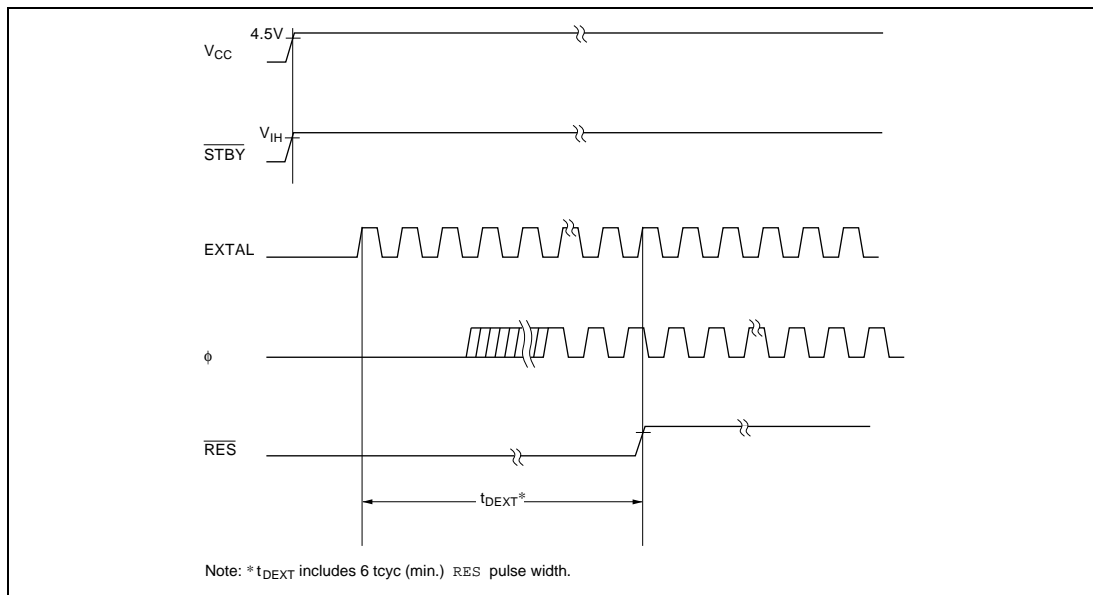 4.5V
VCC
VIH
STBY
EXTAL
φ
RES
tDEXT*
Note: * tDEXT includes 6 tcyc (min.) RES pulse width.